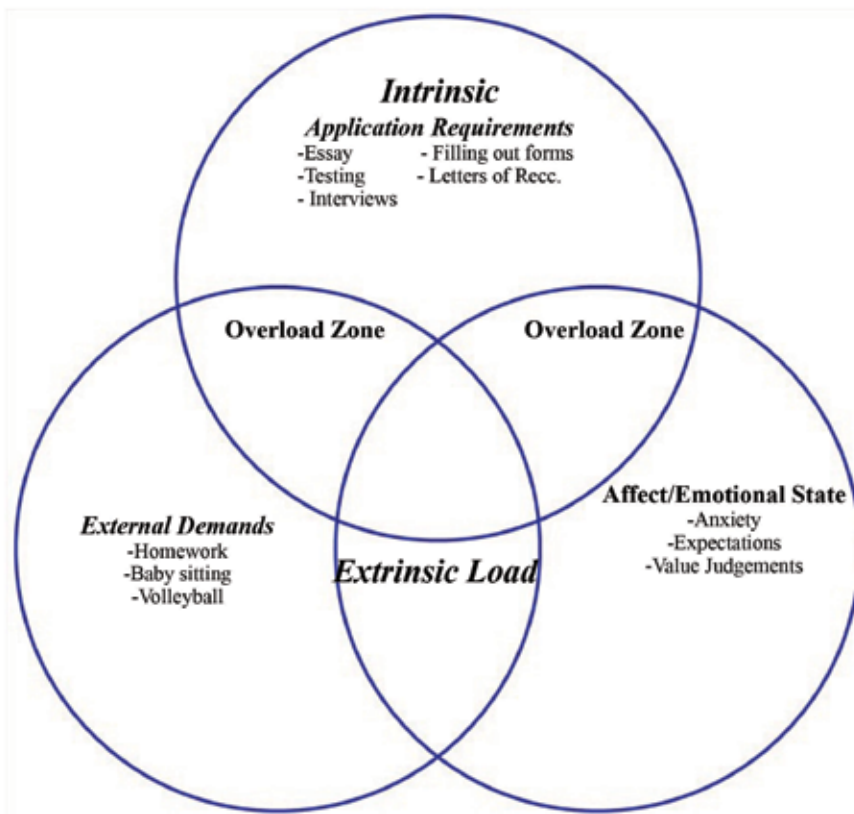 Intrinsic
Application Requirements
-Essay - Filling out forms
-Testing - Letters of Recc.
- Interviews
Overload Zone Overload Zone
External Demands
-Homework
-Baby sitting
-Volleyball
Extrinsic Load
Affect/Emotional State
-Anxiety
-Expectations
-Value Judgements